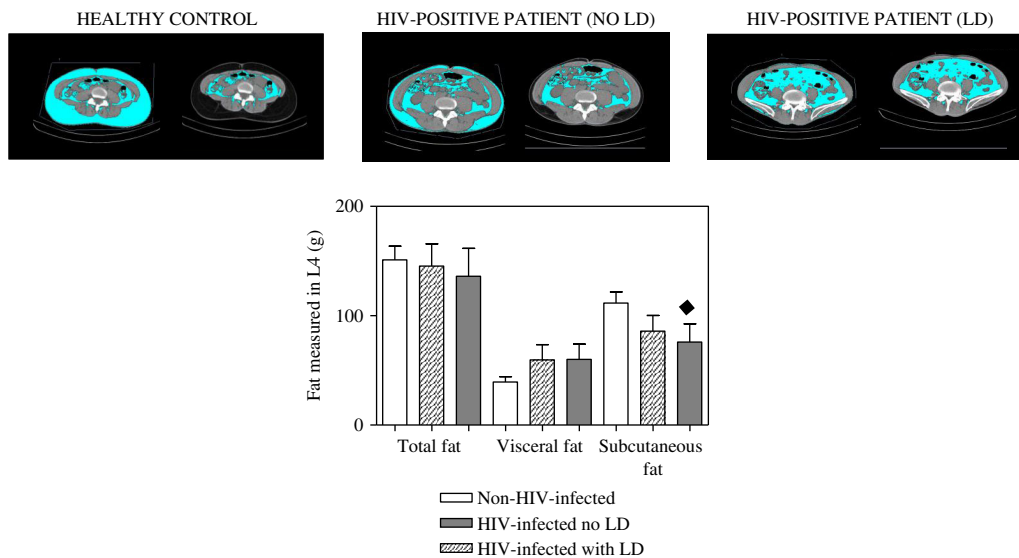 HEALTHY CONTROL
HIV-POSITIVE PATIENT (NO LD)
HIV-POSITIVE PATIENT (LD)
200
100
0
Fat measured in L4 (g)
Total fat
Visceral fat
Subcutaneous
fat
Non-HIV-infected
HIV-infected no LD
HIV-infected with LD